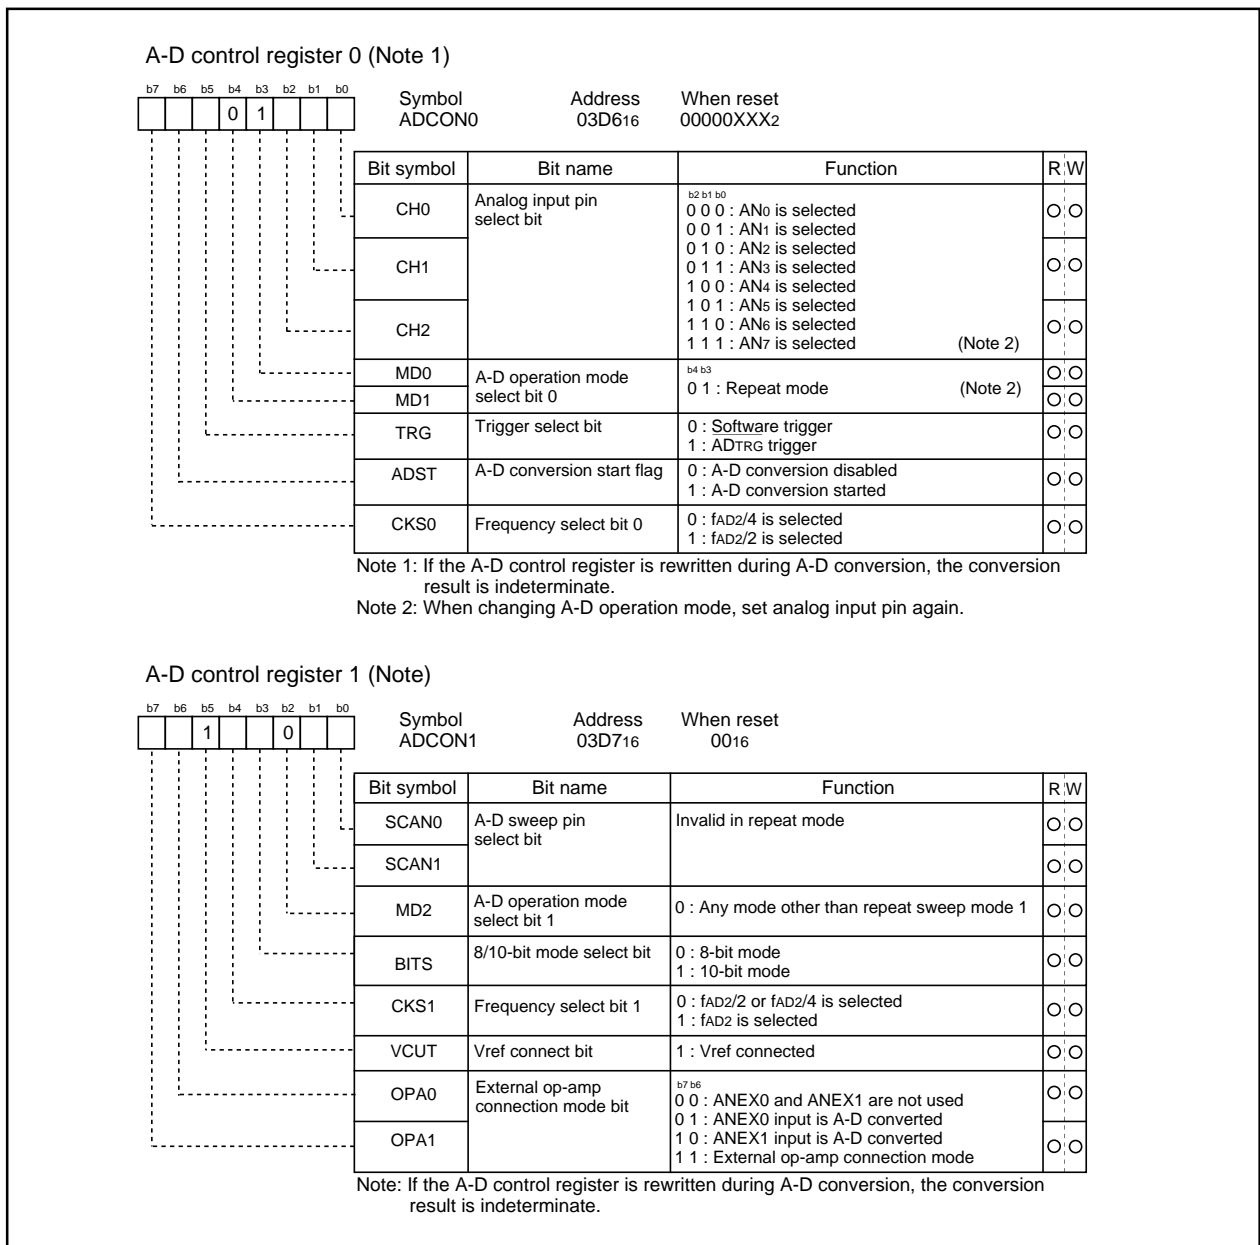 A-D control register 0 (Note 1)
b7 b6 b5 b4 b3 b2 b1 b0
0 1
Symbol Address When reset
ADCON0 03D616 00000XXX2
Bit symbol Bit name Function R W
CH0 Analog input pin
select bit
b2 b1 b0
0 0 0 : AN0 is selected
0 0 1 : AN1 is selected
0 1 0 : AN2 is selected
CH1 0 1 1 : AN3 is selected
1 0 0 : AN4 is selected
1 0 1 : AN5 is selected
CH2 1 1 0 : AN6 is selected
1 1 1 : AN7 is selected (Note 2)
MD0 A-D operation mode
select bit 0
b4 b3
0 1 : Repeat mode (Note 2)
MD1
TRG Trigger select bit 0 : Software trigger
1 : ADTRG trigger
ADST A-D conversion start flag 0 : A-D conversion disabled
1 : A-D conversion started
CKS0 Frequency select bit 0 0 : fAD2/4 is selected
1 : fAD2/2 is selected
Note 1: If the A-D control register is rewritten during A-D conversion, the conversion
result is indeterminate.
Note 2: When changing A-D operation mode, set analog input pin again.
A-D control register 1 (Note)
b7 b6 b5 b4 b3 b2 b1 b0
1 0
Symbol Address When reset
ADCON1 03D716 0016
Bit symbol Bit name Function R W
SCAN0 A-D sweep pin
select bit
Invalid in repeat mode
SCAN1
MD2 A-D operation mode
select bit 1
0 : Any mode other than repeat sweep mode 1
BITS 8/10-bit mode select bit 0 : 8-bit mode
1 : 10-bit mode
CKS1 Frequency select bit 1 0 : fAD2/2 or fAD2/4 is selected
1 : fAD2 is selected
VCUT Vref connect bit 1 : Vref connected
OPA0 External op-amp
connection mode bit
b7 b6
0 0 : ANEX0 and ANEX1 are not used
0 1 : ANEX0 input is A-D converted
OPA1 1 0 : ANEX1 input is A-D converted
1 1 : External op-amp connection mode
Note: If the A-D control register is rewritten during A-D conversion, the conversion
result is indeterminate.